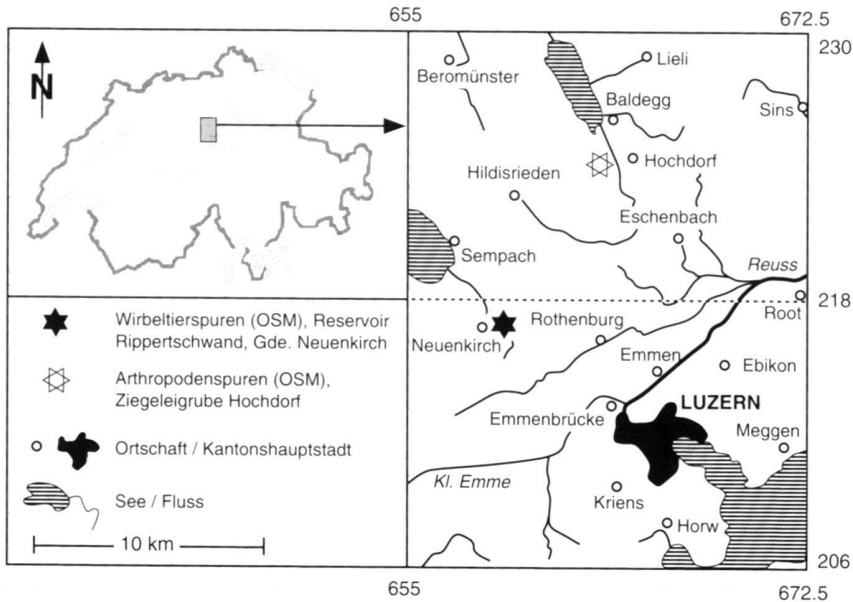 655
672.5
N
230
Beromünster
Lieli
Baldegg
Sins
Hildisrieden
Hochdorf
Eschenbach
Sempach
Reuss
218
Wirbeltierspuren (OSM), Reservoir
Rippertschwand, Gde. Neuenkirch
Neuenkirch
Rothenburg
Root
Emmen
Ebikon
Arthropodenspuren (OSM),
Ziegeleigrube Hochdorf
Emmenbrücke
LUZERN
Meggen
Ortschaft / Kantonshauptstadt
Kl. Emme
Kriens
See / Fluss
Horw
10 km
206
655
672.5